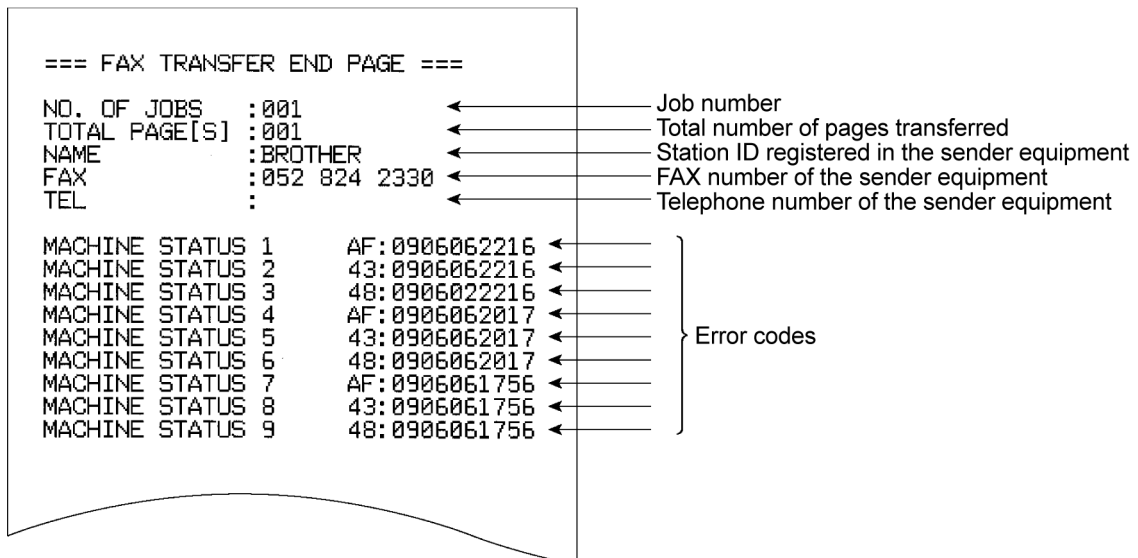 === FAX TRANSFER END PAGE ===
NO. OF JOBS :001 Job number
TOTAL PAGE[S] :001 Total number of pages transferred
NAME :BROTHER Station ID registered in the sender equipment
FAX :052 824 2330 FAX number of the sender equipment
TEL : Telephone number of the sender equipment
MACHINE STATUS 1 AF:0906062216
MACHINE STATUS 2 43:0906062216
MACHINE STATUS 3 48:0906022216
MACHINE STATUS 4 AF:0906062017
MACHINE STATUS 5 43:0906062017 Error codes
MACHINE STATUS 6 48:0906062017
MACHINE STATUS 7 AF:0906061756
MACHINE STATUS 8 43:0906061756
MACHINE STATUS 9 48:0906061756